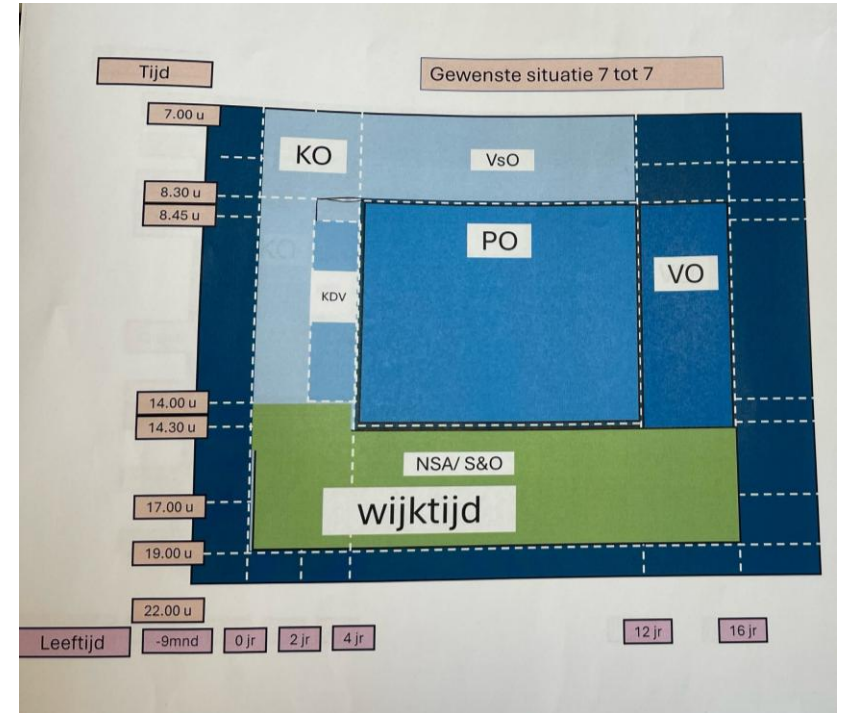 Tijd
Gewenste situatie 7 tot 7
7.00 u
KO
VsO
8.30 u
8.45 u
PO
KO
VO
KDV
14.00 u
14.30 u
NSA/ S&O
17.00 u
wijktijd
19.00 u
22.00 u
Leeftijd
-9mnd
0 jr
2 jr
4 jr
12 jr
16 jr